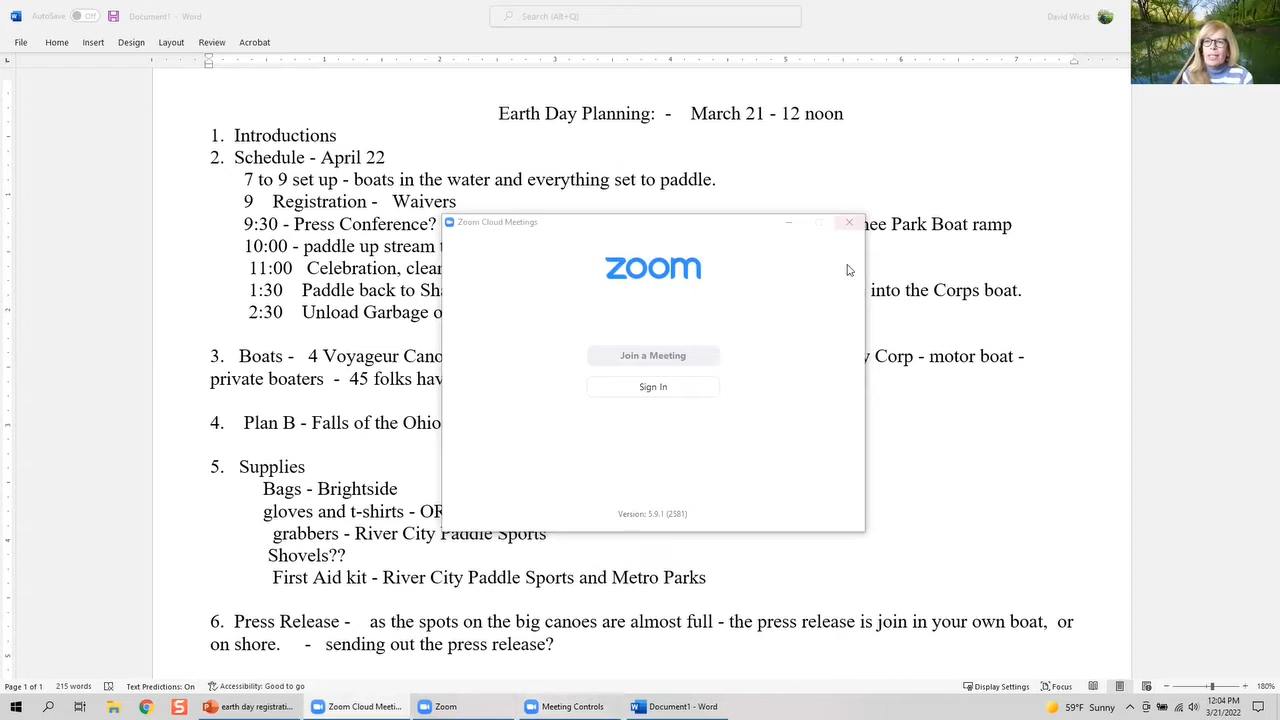 AutoSave Off Document1 - Word Search (Alt+Q) David Wicks
File Home Insert Design Layout Review Acrobat
1 2 3 4 5 6 7
Earth Day Planning: - March 21 - 12 noon
1. Introductions
2. Schedule - April 22
7 to 9 set up - boats in the water and everything set to paddle.
9 Registration - Waivers
9:30 - Press Conference? nee Park Boat ramp
10:00 - paddle up stream
11:00 Celebration, clear
1:30 Paddle back to Sha into the Corps boat.
2:30 Unload Garbage o
3. Boats - 4 Voyageur Cano y Corp - motor boat -
private boaters - 45 folks hav
4. Plan B - Falls of the Ohio
5. Supplies
Bags - Brightside
gloves and t-shirts - OR
grabbers - River City Paddle Sports
Shovels??
First Aid kit - River City Paddle Sports and Metro Parks
6. Press Release - as the spots on the big canoes are almost full - the press release is join in your own boat, or
on shore. - sending out the press release?
Zoom Cloud Meetings
zoom
Join a Meeting
Sign In
Version: 5.9.1 (2581)
Page 1 of 1 215 words Text Predictions: On Accessibility: Good to go Display Settings Focus 180%
earth day registrati... Zoom Cloud Meeti... Zoom Meeting Controls Document1 - Word 59°F Sunny 12:04 PM
3/21/2022